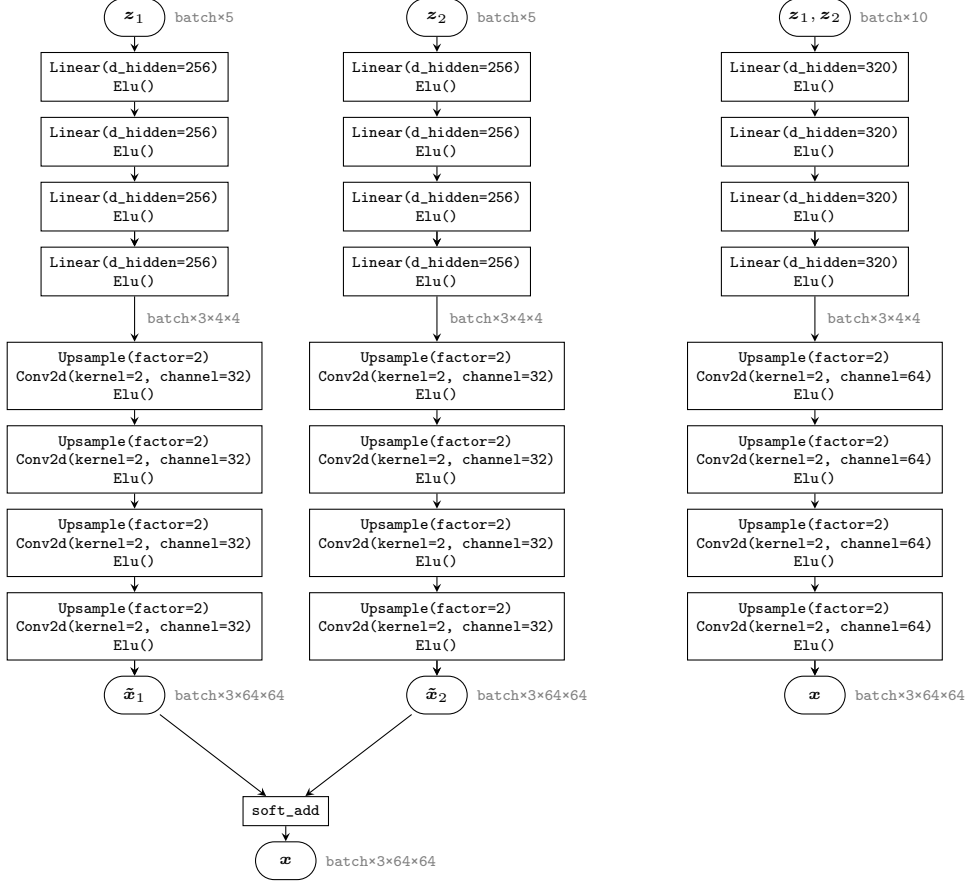 z₁ batch×5
Linear(d_hidden=256)
Elu()
Linear(d_hidden=256)
Elu()
Linear(d_hidden=256)
Elu()
Linear(d_hidden=256)
Elu()
batch×3×4×4
Upsample(factor=2)
Conv2d(kernel=2, channel=32)
Elu()
Upsample(factor=2)
Conv2d(kernel=2, channel=32)
Elu()
Upsample(factor=2)
Conv2d(kernel=2, channel=32)
Elu()
Upsample(factor=2)
Conv2d(kernel=2, channel=32)
Elu()
x̃₁ batch×3×64×64
z₂ batch×5
Linear(d_hidden=256)
Elu()
Linear(d_hidden=256)
Elu()
Linear(d_hidden=256)
Elu()
Linear(d_hidden=256)
Elu()
batch×3×4×4
Upsample(factor=2)
Conv2d(kernel=2, channel=32)
Elu()
Upsample(factor=2)
Conv2d(kernel=2, channel=32)
Elu()
Upsample(factor=2)
Conv2d(kernel=2, channel=32)
Elu()
Upsample(factor=2)
Conv2d(kernel=2, channel=32)
Elu()
x̃₂ batch×3×64×64
soft_add
x batch×3×64×64
z₁, z₂ batch×10
Linear(d_hidden=320)
Elu()
Linear(d_hidden=320)
Elu()
Linear(d_hidden=320)
Elu()
Linear(d_hidden=320)
Elu()
batch×3×4×4
Upsample(factor=2)
Conv2d(kernel=2, channel=64)
Elu()
Upsample(factor=2)
Conv2d(kernel=2, channel=64)
Elu()
Upsample(factor=2)
Conv2d(kernel=2, channel=64)
Elu()
Upsample(factor=2)
Conv2d(kernel=2, channel=64)
Elu()
x batch×3×64×64